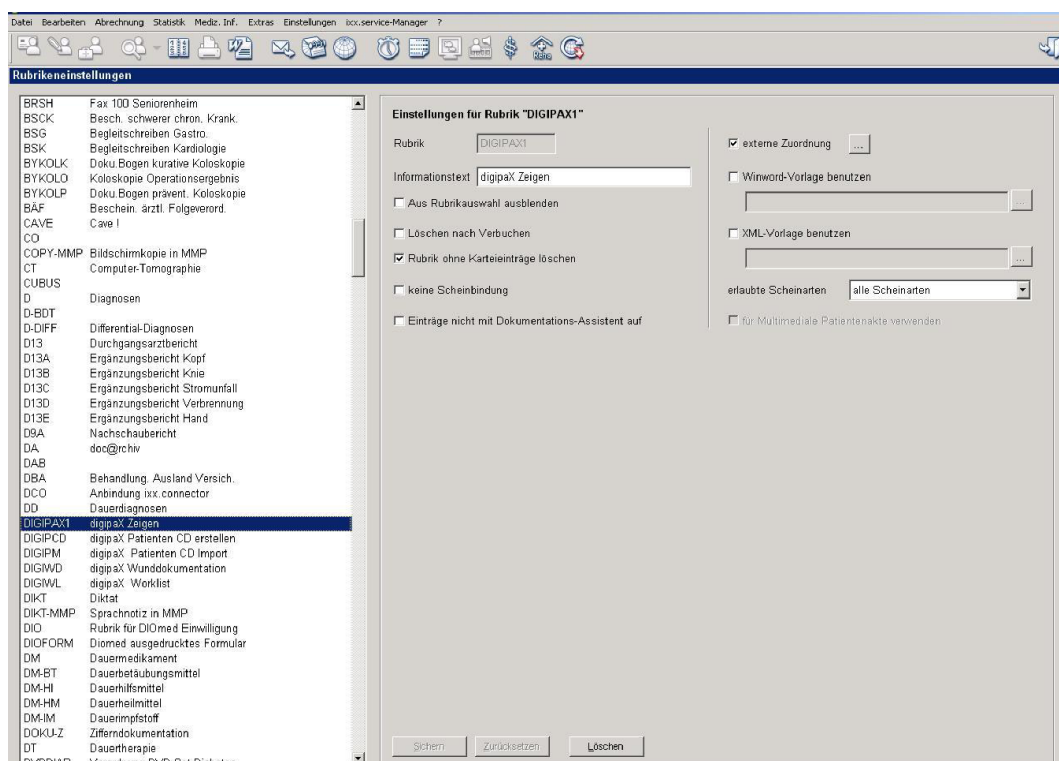 Datei Bearbeiten Abrechnung Statistik Mediz. Inf. Extras Einstellungen ixx.service-Manager ?
Reha
Rubrikeneinstellungen
BRSH Fax 100 Seniorenheim
BSCK Besch. schwerer chron. Krank.
BSG Begleitschreiben Gastro.
BSK Begleitschreiben Kardiologie
BYKOLK Doku.Bogen kurative Koloskopie
BYKOLO Koloskopie Operationsergebnis
BYKOLP Doku.Bogen prävent. Koloskopie
BÄF Beschein. ärztl. Folgeverord.
CAVE Cave !
CO
COPY-MMP Bildschirmkopie in MMP
CT Computer-Tomographie
CUBUS
D Diagnosen
D-BDT
D-DIFF Differential-Diagnosen
D13 Durchgangsarztbericht
D13A Ergänzungsbericht Kopf
D13B Ergänzungsbericht Knie
D13C Ergänzungsbericht Stromunfall
D13D Ergänzungsbericht Verbrennung
D13E Ergänzungsbericht Hand
D9A Nachschaubericht
DA doc@rchiv
DAB
DBA Behandlung. Ausland Versich.
DCO Anbindung ixx.connector
DD Dauerdiagnosen
DIGIPAX1 digipaX Zeigen
DIGIPCD digipaX Patienten CD erstellen
DIGIPM digipaX Patienten CD Import
DIGIWD digipaX Wunddokumentation
DIGIWL digipaX Worklist
DIKT Diktat
DIKT-MMP Sprachnotiz in MMP
DIO Rubrik für DIOmed Einwilligung
DIOFORM Diomed ausgedrucktes Formular
DM Dauermedikament
DM-BT Dauerbetäubungsmittel
DM-HI Dauerhilfsmittel
DM-HM Dauerheilmittel
DM-IM Dauerimpfstoff
DOKU-Z Zifferndokumentation
DT Dauertherapie
Einstellungen für Rubrik "DIGIPAX1"
Rubrik DIGIPAX1
Informationstext digipaX Zeigen
Aus Rubrikauswahl ausblenden
Löschen nach Verbuchen
Rubrik ohne Karteieinträge löschen
keine Scheinbindung
Einträge nicht mit Dokumentations-Assistent auf
externe Zuordnung ...
Winword-Vorlage benutzen
...
XML-Vorlage benutzen
...
erlaubte Scheinarten alle Scheinarten
für Multimediale Patientenakte verwenden
Sichern Zurücksetzen Löschen